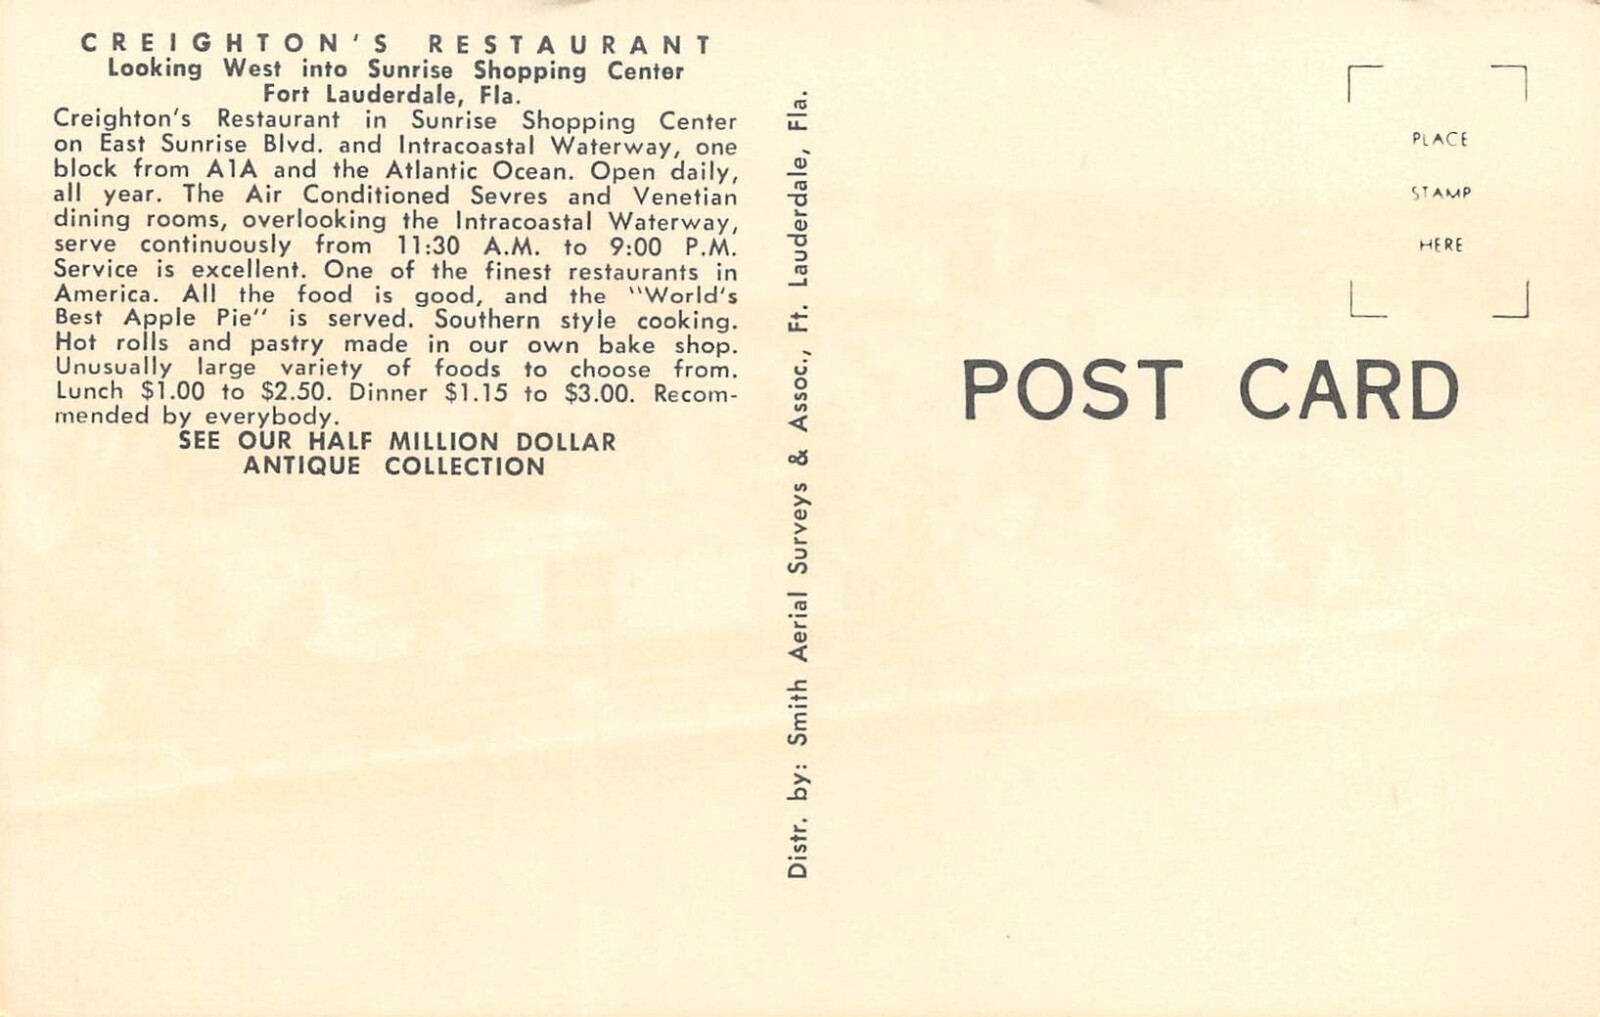 CREIGHTON'S RESTAURANT
Looking West into Sunrise Shopping Center
Fort Lauderdale, Fla.
Creighton's Restaurant in Sunrise Shopping Center
on East Sunrise Blvd. and Intracoastal Waterway, one
block from A1A and the Atlantic Ocean. Open daily,
all year. The Air Conditioned Sevres and Venetian
dining rooms, overlooking the Intracoastal Waterway,
serve continuously from 11:30 A.M. to 9:00 P.M.
Service is excellent. One of the finest restaurants in
America. All the food is good, and the "World's
Best Apple Pie" is served. Southern style cooking.
Hot rolls and pastry made in our own bake shop.
Unusually large variety of foods to choose from.
Lunch $1.00 to $2.50. Dinner $1.15 to $3.00. Recom-
mended by everybody.
SEE OUR HALF MILLION DOLLAR
ANTIQUE COLLECTION
Distr. by: Smith Aerial Surveys & Assoc., Ft. Lauderdale, Fla.
PLACE
STAMP
HERE
POST CARD